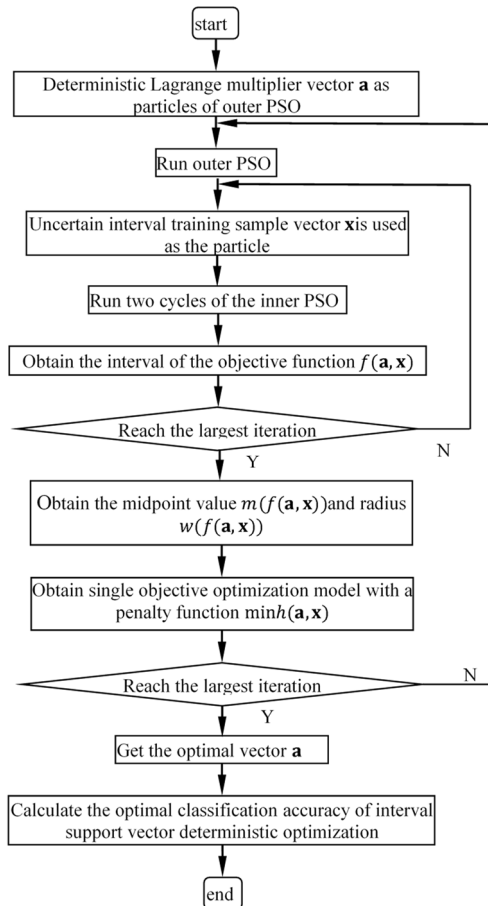 start
Deterministic Lagrange multiplier vector a as
particles of outer PSO
Run outer PSO
Uncertain interval training sample vector xis used
as the particle
Run two cycles of the inner PSO
Obtain the interval of the objective function f(a,x)
Reach the largest iteration
N
Y
Obtain the midpoint value m(f(a,x))and radius
w(f(a,x))
Obtain single objective optimization model with a
penalty function minh(a,x)
Reach the largest iteration
N
Y
Get the optimal vector a
Calculate the optimal classification accuracy of interval
support vector deterministic optimization
end